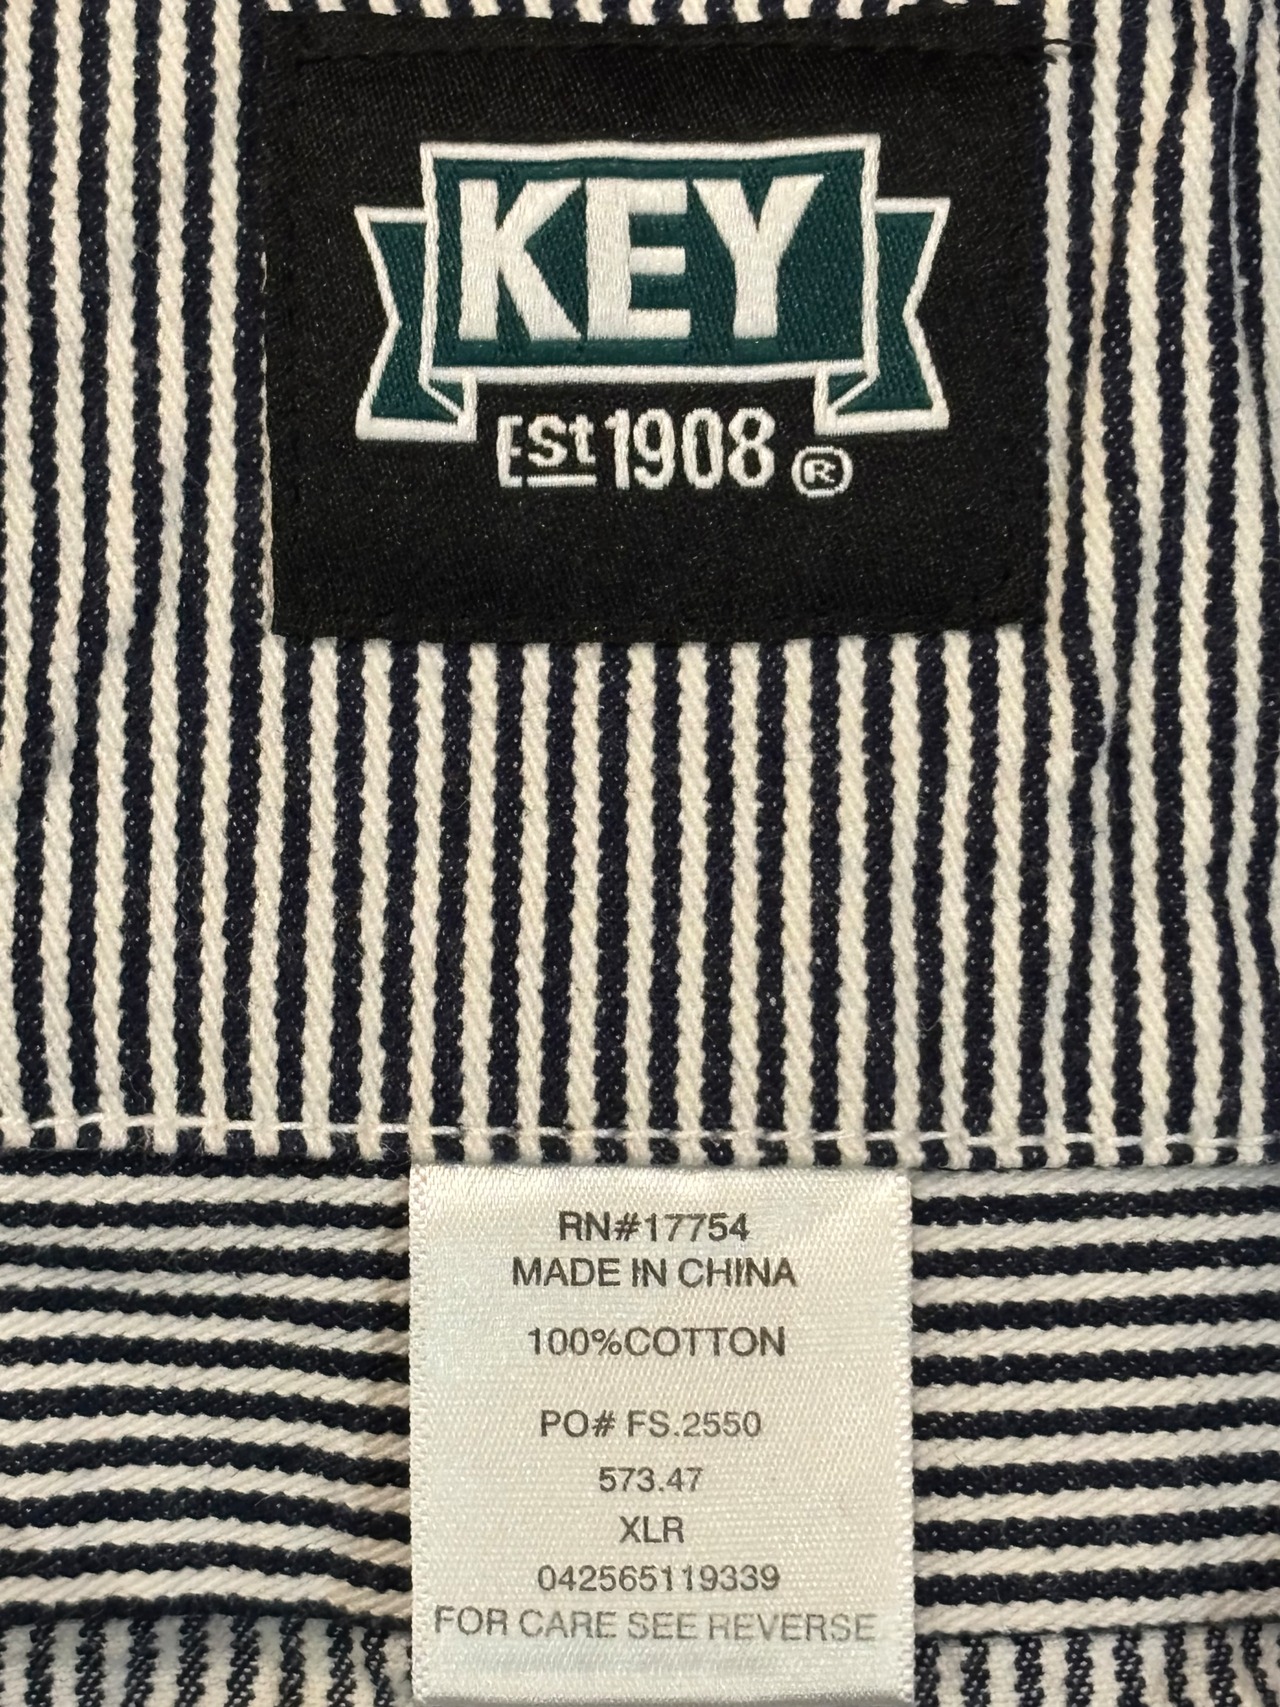 KEY
Est 1908 ®
RN#17754
MADE IN CHINA
100%COTTON
PO# FS.2550
573.47
XLR
042565119339
FOR CARE SEE REVERSE